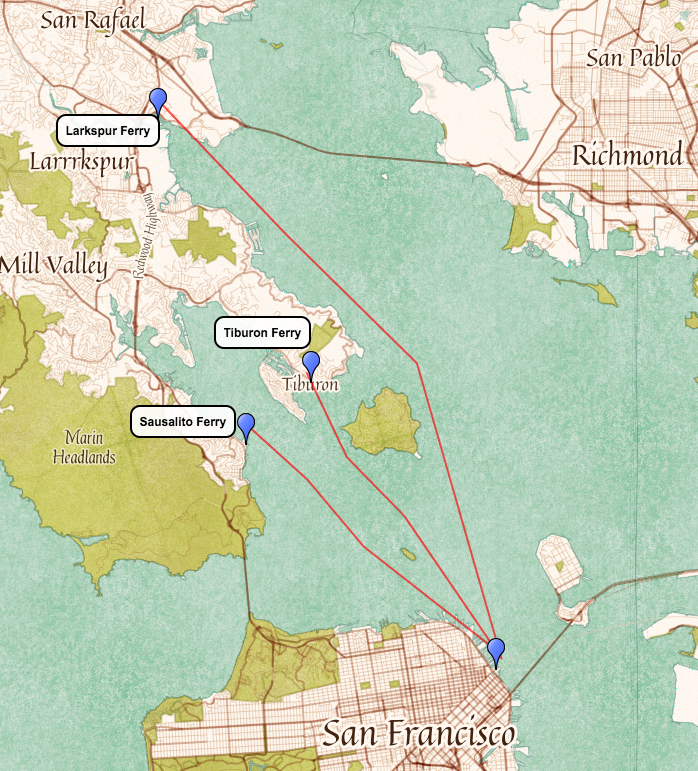 San Rafael
San Pablo
Larkspur Ferry
Larrrkspur
Richmond
Redwood Highway
Mill Valley
Tiburon Ferry
Tiburon
Sausalito Ferry
Marin
Headlands
San Francisco